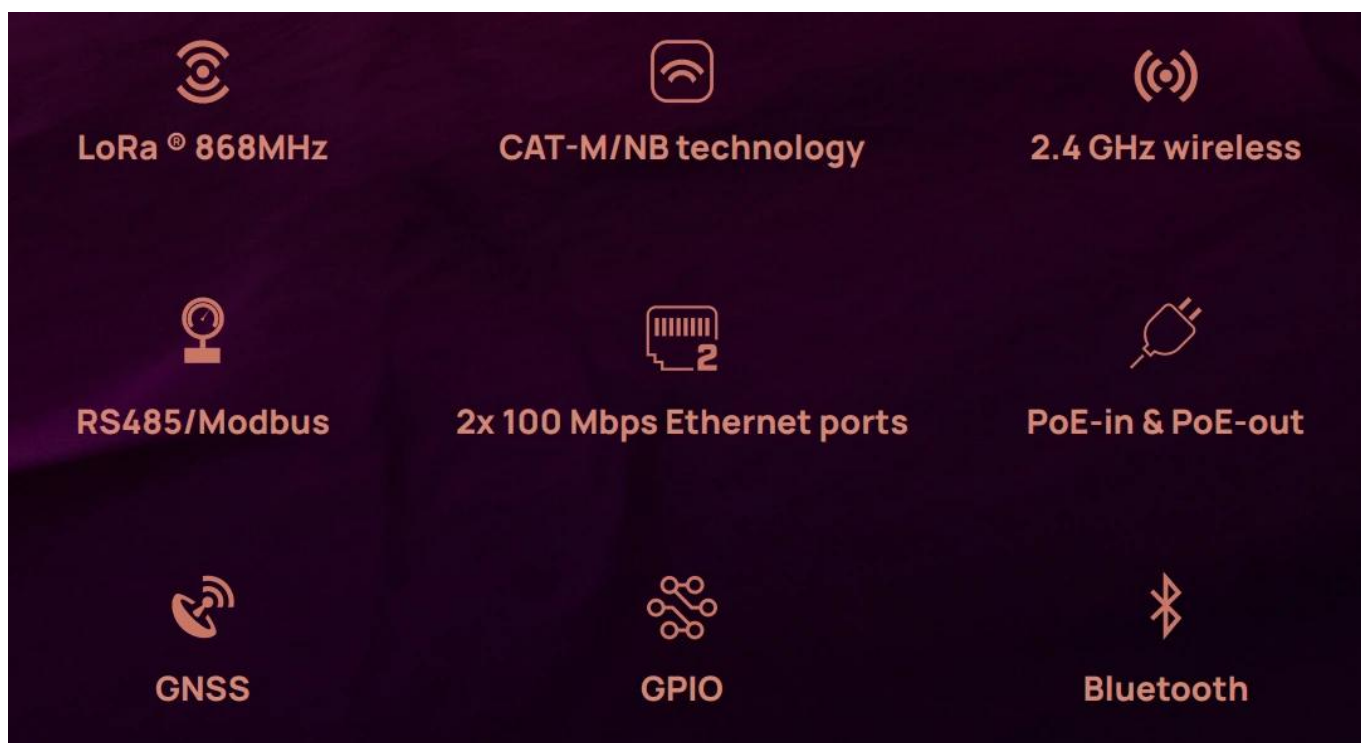 LoRa ® 868MHz
CAT-M/NB technology
2.4 GHz wireless
RS485/Modbus
2
2x 100 Mbps Ethernet ports
PoE-in & PoE-out
GNSS
GPIO
Bluetooth